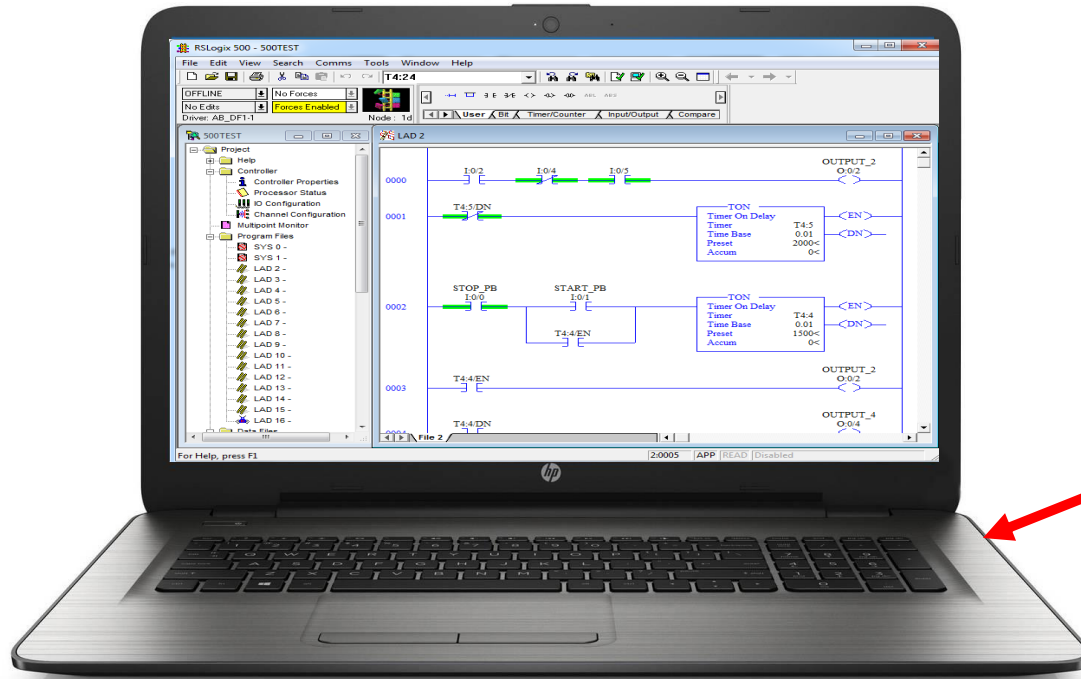 RSLogix 500 - 500TEST
File Edit View Search Comms Tools Window Help
T4:24
OFFLINE No Forces
No Edits Forces Enabled
Driver: AB_DF1-1 Node: 1d
ABL ABS
User Bit Timer/Counter Input/Output Compare
500TEST
Project
Help
Controller
Controller Properties
Processor Status
IO Configuration
Channel Configuration
Multipoint Monitor
Program Files
SYS 0 -
SYS 1 -
LAD 2 -
LAD 3 -
LAD 4 -
LAD 5 -
LAD 6 -
LAD 7 -
LAD 8 -
LAD 9 -
LAD 10 -
LAD 11 -
LAD 12 -
LAD 13 -
LAD 14 -
LAD 15 -
LAD 16 -
Data Files
LAD 2
OUTPUT_2
I:0/2 I:0/4 I:0/5 O:0/2
0000
T4:5/DN
0001
TON
Timer On Delay EN
Timer T4:5
Time Base 0.01 DN
Preset 2000<
Accum 0<
STOP_PB START_PB
I:0/0 I:0/1
0002
TON
Timer On Delay EN
Timer T4:4
Time Base 0.01 DN
Preset 1500<
Accum 0<
T4:4/EN
OUTPUT_2
T4:4/EN O:0/2
0003
OUTPUT_4
T4:4/DN O:0/4
0004
File 2
For Help, press F1 2:0005 APP READ Disabled
hp